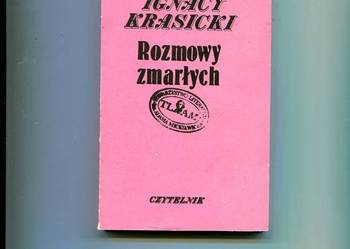 IGNACY
KRASICKI
Rozmowy
zmarłych
CZYTELNIK